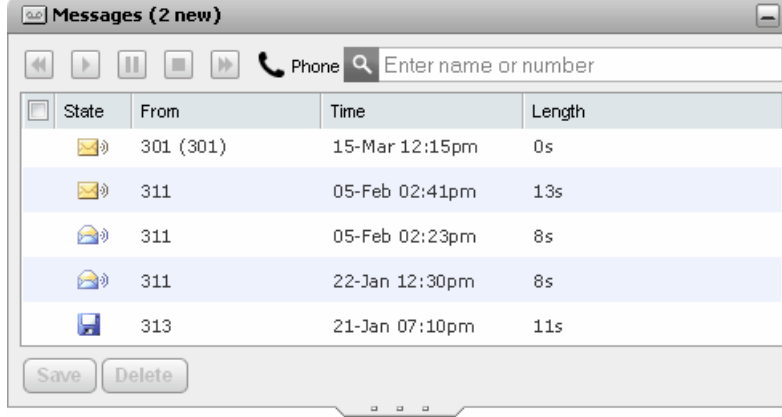 Messages (2 new)
Phone Enter name or number
State From Time Length
301 (301) 15-Mar 12:15pm 0s
311 05-Feb 02:41pm 13s
311 05-Feb 02:23pm 8s
311 22-Jan 12:30pm 8s
313 21-Jan 07:10pm 11s
Save Delete